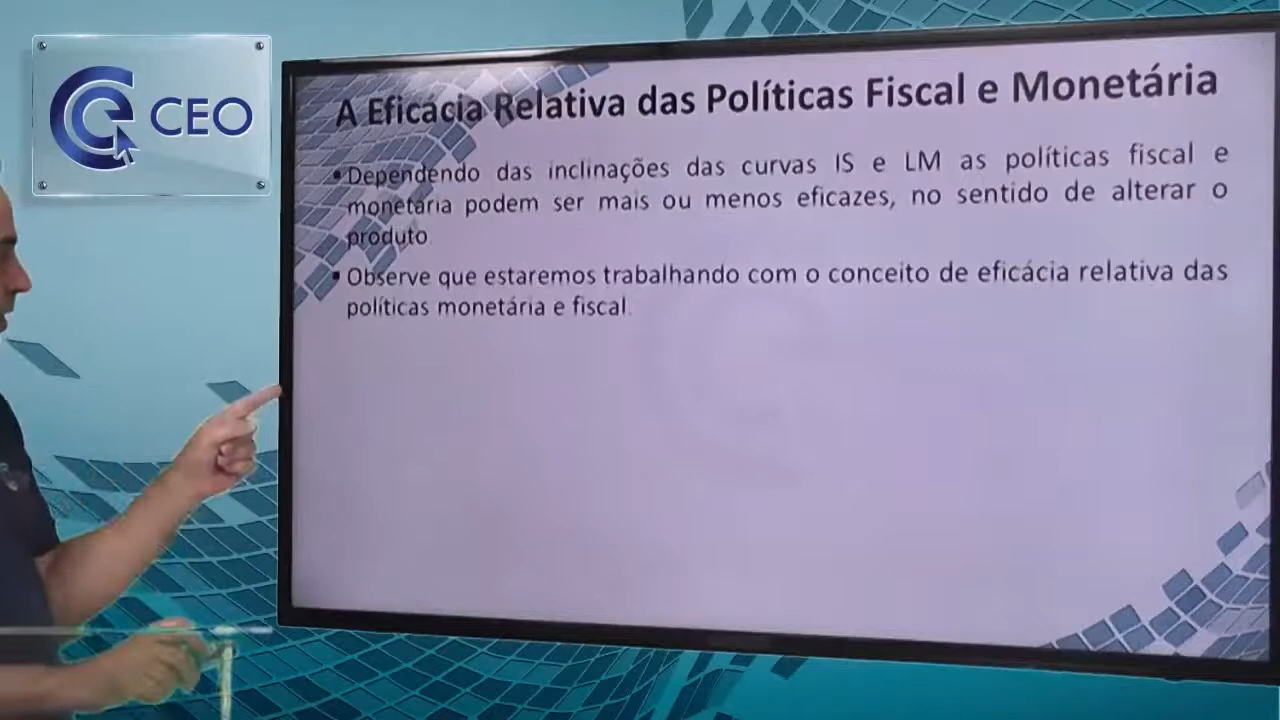 CEO
A Eficácia Relativa das Políticas Fiscal e Monetária
•Dependendo das inclinações das curvas IS e LM as políticas fiscal e
monetária podem ser mais ou menos eficazes, no sentido de alterar o
produto.
• Observe que estaremos trabalhando com o conceito de eficácia relativa das
políticas monetária e fiscal.